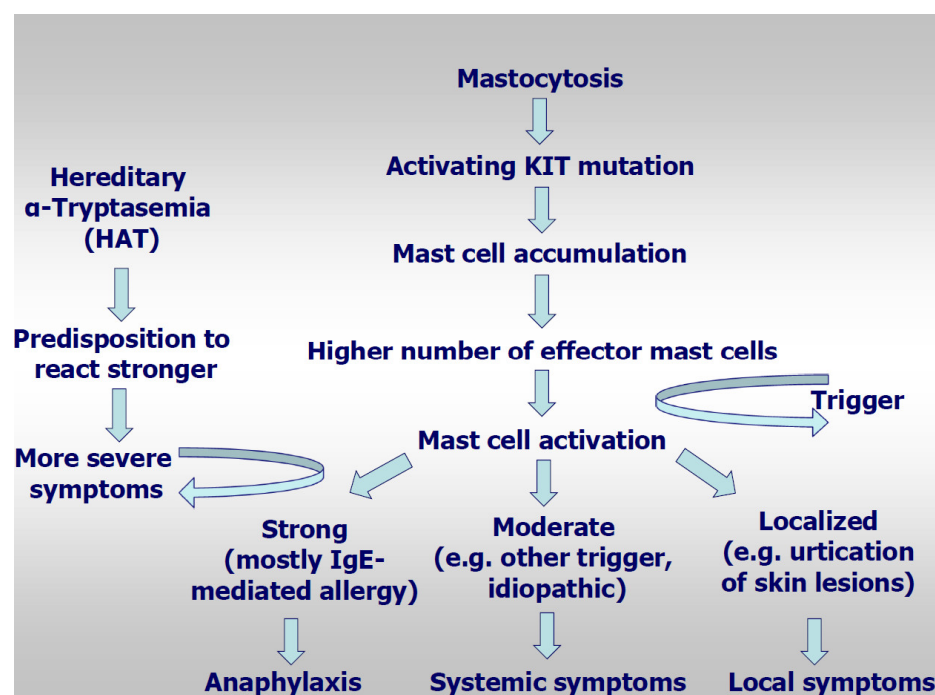 Mastocytosis
Activating KIT mutation
Hereditary
α-Tryptasemia
(HAT)
Mast cell accumulation
Predisposition to
react stronger
Higher number of effector mast cells
Trigger
Mast cell activation
More severe
symptoms
Strong
(mostly IgE-
mediated allergy)
Moderate
(e.g. other trigger,
idiopathic)
Localized
(e.g. urtication
of skin lesions)
Anaphylaxis
Systemic symptoms
Local symptoms